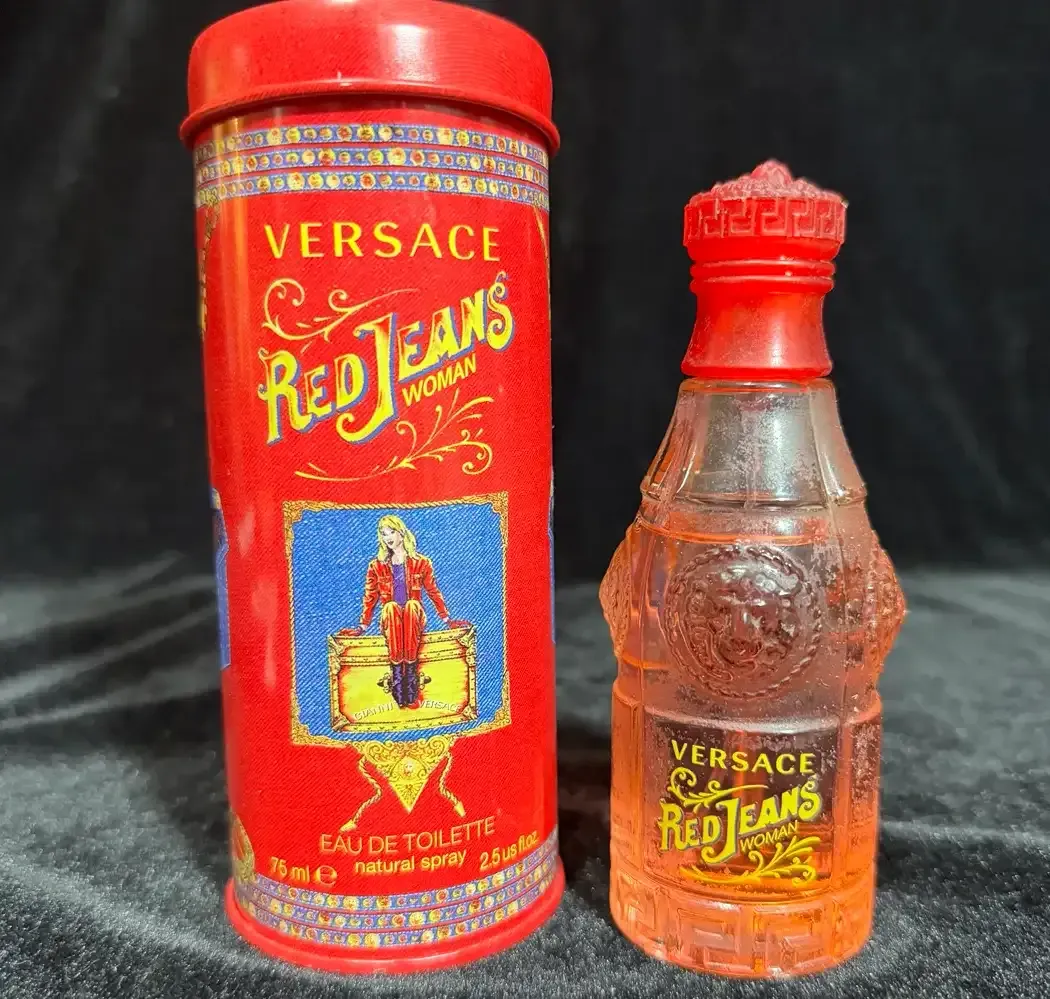 VERSACE
RED JEANS
WOMAN
GIANNI VERSACE
EAU DE TOILETTE
natural spray
75 ml ℮ 2.5 us fl.oz.
VERSACE
RED JEANS
WOMAN